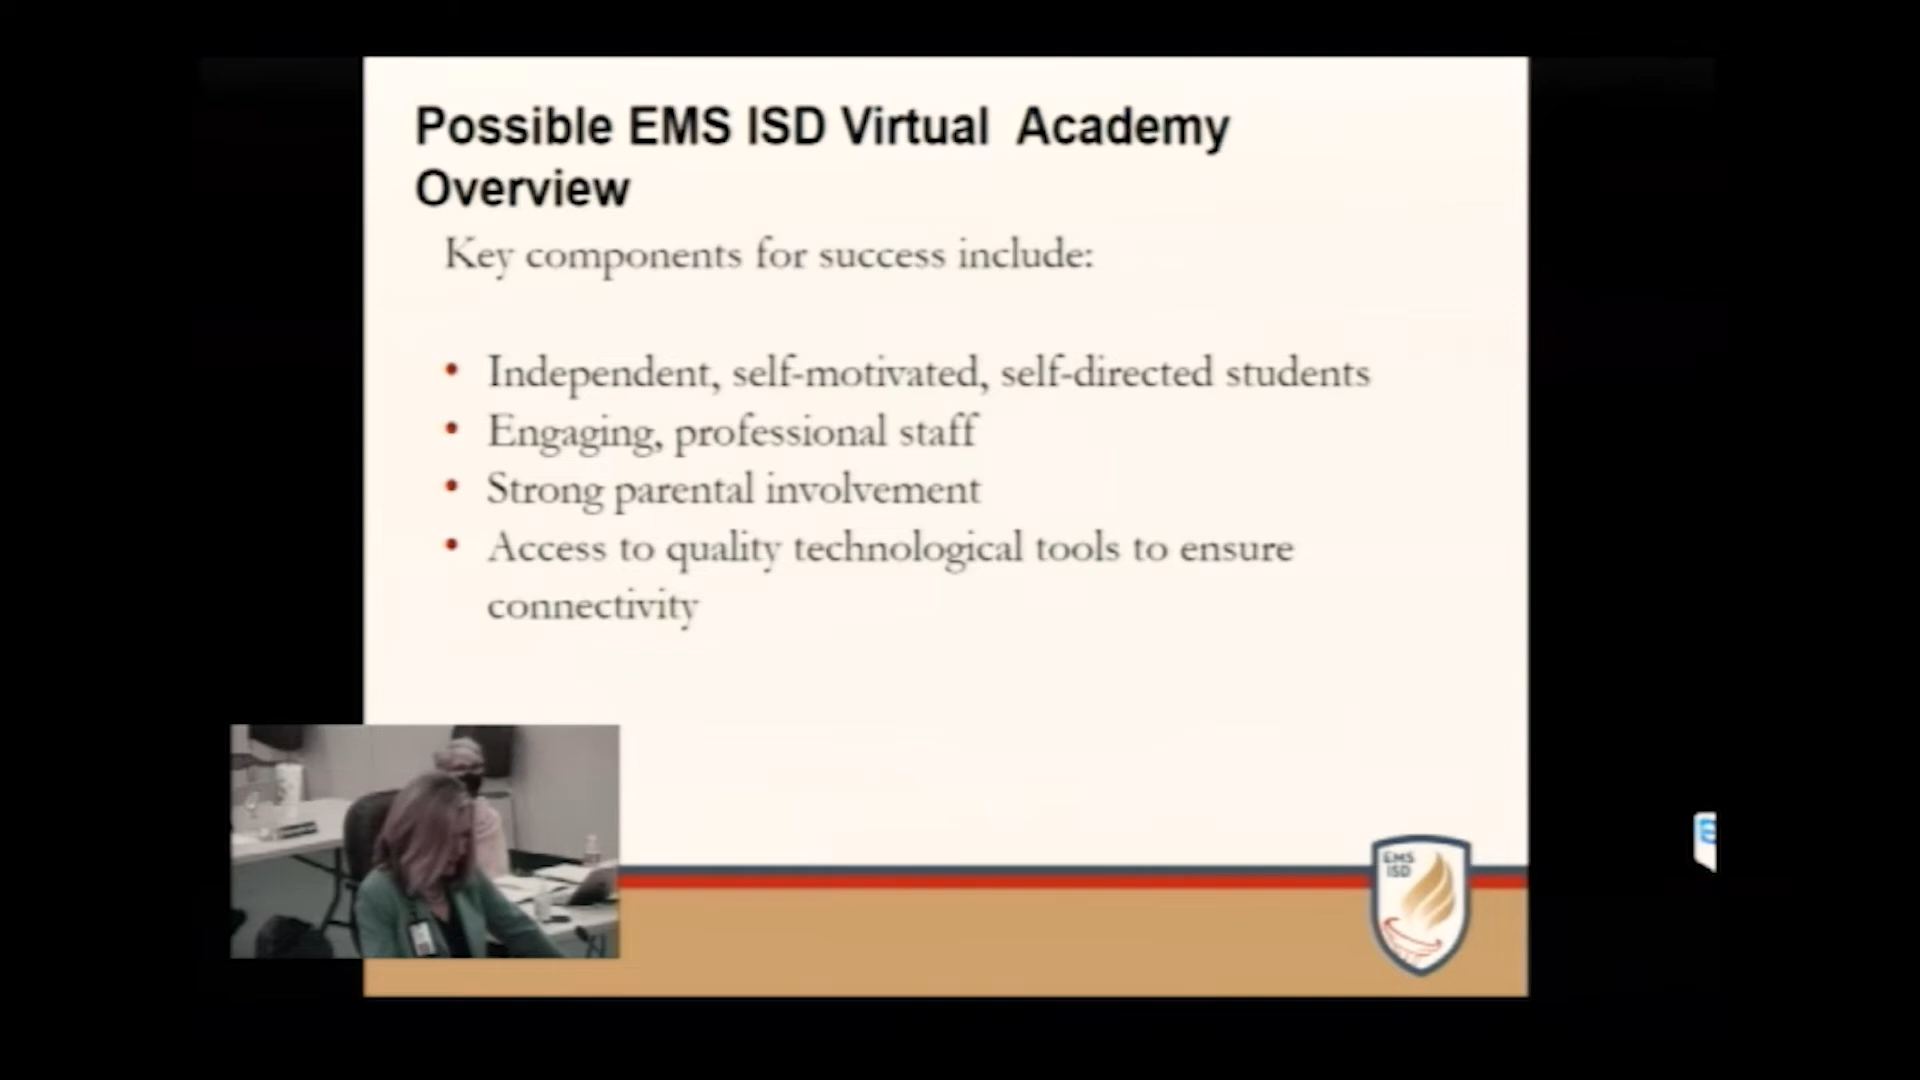 Possible EMS ISD Virtual Academy
Overview
Key components for success include:
• Independent, self-motivated, self-directed students
• Engaging, professional staff
• Strong parental involvement
• Access to quality technological tools to ensure
connectivity
EMS
ISD